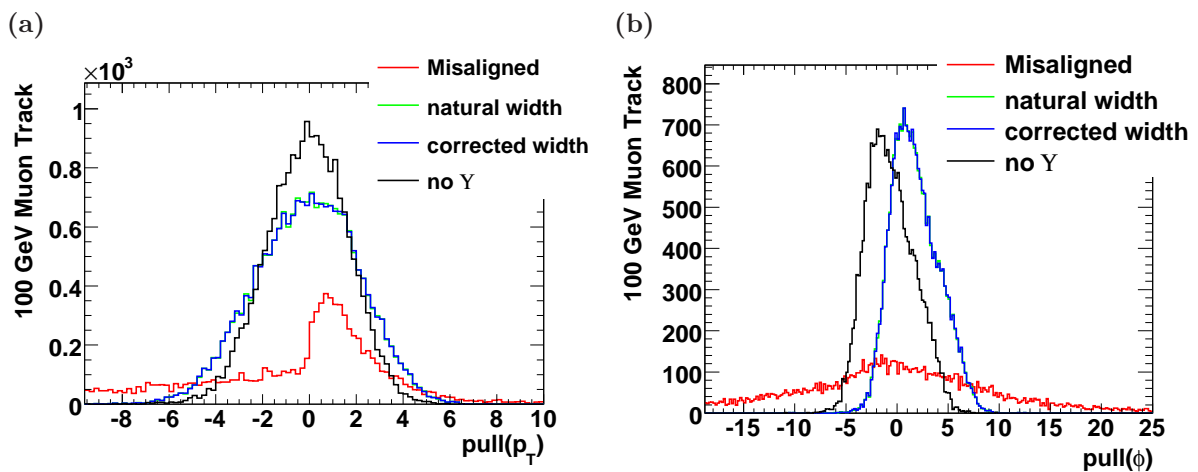 (a)
×10³
100 GeV Muon Track
1
0.8
0.6
0.4
0.2
0
-8 -6 -4 -2 0 2 4 6 8 10
pull(p_T)
Misaligned
natural width
corrected width
no Υ
(b)
100 GeV Muon Track
800
700
600
500
400
300
200
100
0
-15 -10 -5 0 5 10 15 20 25
pull(ϕ)
Misaligned
natural width
corrected width
no Υ